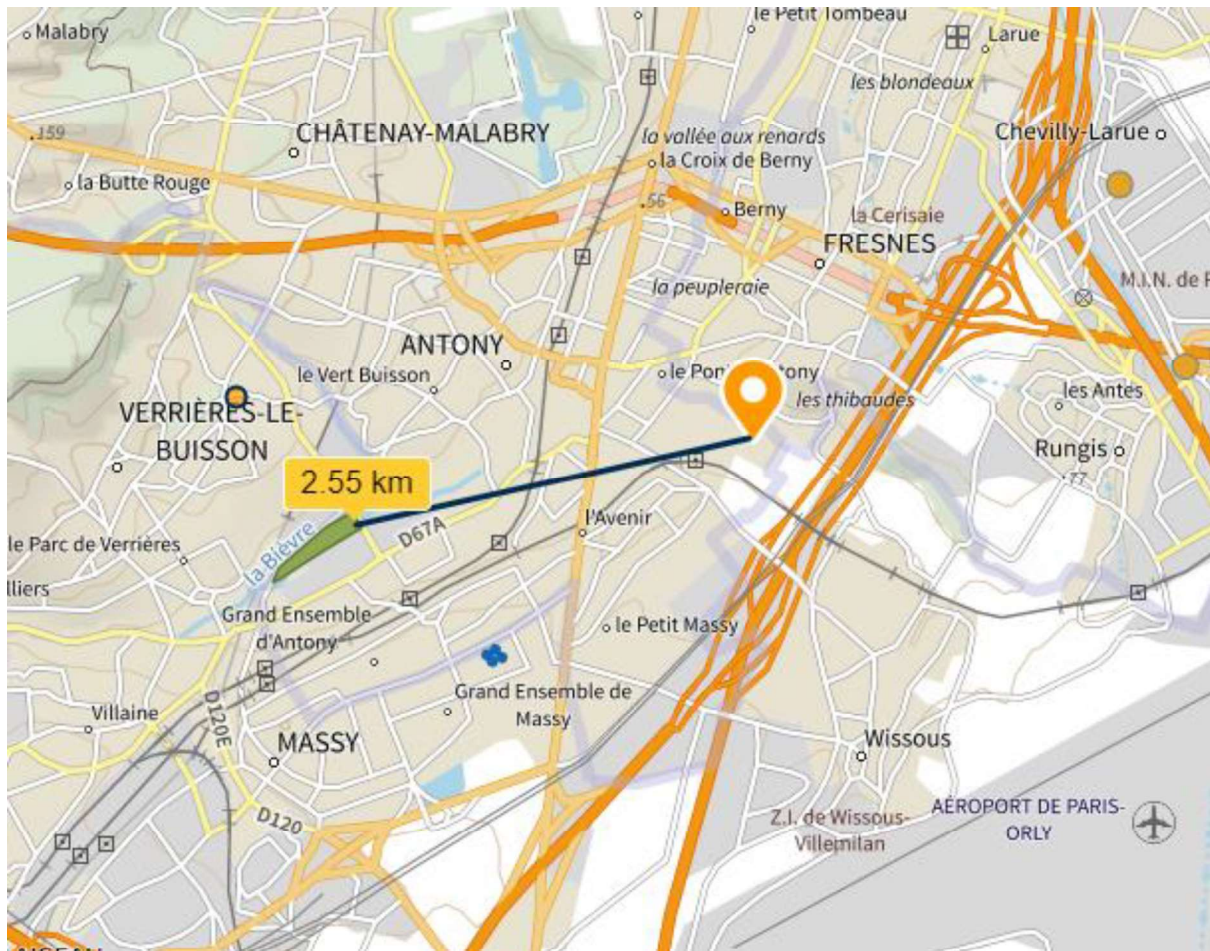 le Petit Tombeau
Malabry
Larue
les blondeaux
.159
CHÂTENAY-MALABRY
la vallée aux renards
Chevilly-Larue
la Croix de Berny
la Butte Rouge
.56
Berny
la Cerisaie
FRESNES
la peupleraie
M.I.N. de
ANTONY
le Vert Buisson
les thibaudes
les Antes
VERRIÈRES-LE-
BUISSON
Rungis
.77
2.55 km
l'Avenir
D67A
la Bièvre
le Parc de Verrières
lliers
Grand Ensemble
d'Antony
le Petit Massy
Grand Ensemble de
Massy
D120E
Villaine
MASSY
Wissous
D120
Z.I. de Wissous-
Villemilan
AÉROPORT DE PARIS-
ORLY